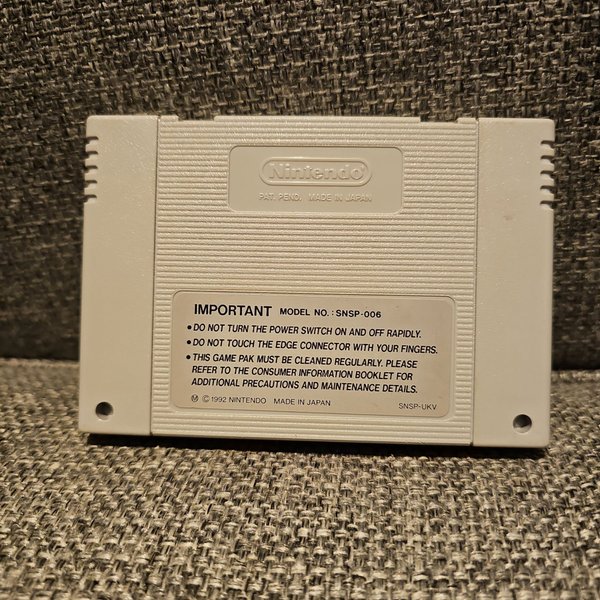 Nintendo
PAT. PEND. MADE IN JAPAN
IMPORTANT MODEL NO. : SNSP-006
● DO NOT TURN THE POWER SWITCH ON AND OFF RAPIDLY.
● DO NOT TOUCH THE EDGE CONNECTOR WITH YOUR FINGERS.
● THIS GAME PAK MUST BE CLEANED REGULARLY. PLEASE
REFER TO THE CONSUMER INFORMATION BOOKLET FOR
ADDITIONAL PRECAUTIONS AND MAINTENANCE DETAILS.
Ⓜ © 1992 NINTENDO MADE IN JAPAN SNSP-UKV